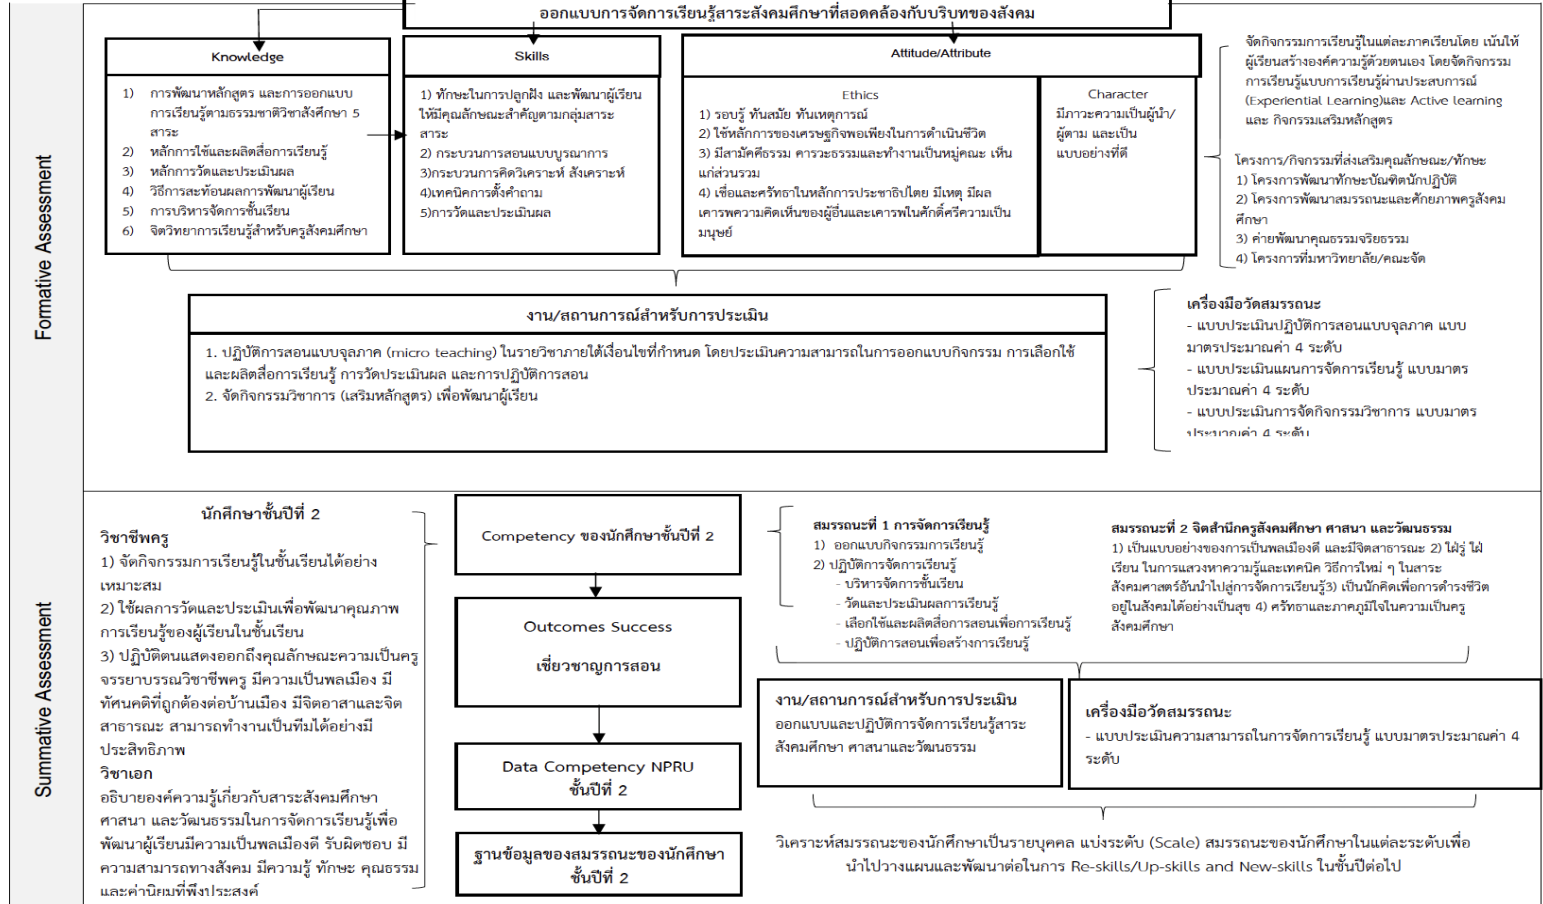 ออกแบบการจัดการเรียนรู้สาระสังคมศึกษาที่สอดคล้องกับบริบทของสังคม
Formative Assessment
Knowledge
1) การพัฒนาหลักสูตร และการออกแบบ
การเรียนรู้ตามธรรมชาติวิชาสังศึกษา 5
สาระ
2) หลักการใช้และผลิตสื่อการเรียนรู้
3) หลักการวัดและประเมินผล
4) วิธีการสะท้อนผลการพัฒนาผู้เรียน
5) การบริหารจัดการชั้นเรียน
6) จิตวิทยาการเรียนรู้สำหรับครูสังคมศึกษา
Skills
1) ทักษะในการปลูกฝัง และพัฒนาผู้เรียน
ให้มีคุณลักษณะสำคัญตามกลุ่มสาระ
สาระ
2) กระบวนการสอนแบบบูรณาการ
3)กระบวนการคิดวิเคราะห์ สังเคราะห์
4)เทคนิคการตั้งคำถาม
5)การวัดและประเมินผล
Attitude/Attribute
Ethics
1) รอบรู้ ทันสมัย ทันเหตุการณ์
2) ใช้หลักการของเศรษฐกิจพอเพียงในการดำเนินชีวิต
3) มีสามัคคีธรรม คารวะธรรมและทำงานเป็นหมู่คณะ เห็น
แก่ส่วนรวม
4) เชื่อและศรัทธาในหลักการประชาธิปไตย มีเหตุ มีผล
เคารพความคิดเห็นของผู้อื่นและเคารพในศักดิ์ศรีความเป็น
มนุษย์
Character
มีภาวะความเป็นผู้นำ/
ผู้ตาม และเป็น
แบบอย่างที่ดี
จัดกิจกรรมการเรียนรู้ในแต่ละภาคเรียนโดย เน้นให้
ผู้เรียนสร้างองค์ความรู้ด้วยตนเอง โดยจัดกิจกรรม
การเรียนรู้แบบการเรียนรู้ผ่านประสบการณ์
(Experiential Learning)และ Active learning
และ กิจกรรมเสริมหลักสูตร
โครงการ/กิจกรรมที่ส่งเสริมคุณลักษณะ/ทักษะ
1) โครงการพัฒนาทักษะบัณฑิตนักปฏิบัติ
2) โครงการพัฒนาสมรรถนะและศักยภาพครูสังคม
ศึกษา
3) ค่ายพัฒนาคุณธรรมจริยธรรม
4) โครงการที่มหาวิทยาลัย/คณะจัด
งาน/สถานการณ์สำหรับการประเมิน
1. ปฏิบัติการสอนแบบจุลภาค (micro teaching) ในรายวิชาภายใต้เงื่อนไขที่กำหนด โดยประเมินความสามารถในการออกแบบกิจกรรม การเลือกใช้
และผลิตสื่อการเรียนรู้ การวัดประเมินผล และการปฏิบัติการสอน
2. จัดกิจกรรมวิชาการ (เสริมหลักสูตร) เพื่อพัฒนาผู้เรียน
เครื่องมือวัดสมรรถนะ
- แบบประเมินปฏิบัติการสอนแบบจุลภาค แบบ
มาตรประมาณค่า 4 ระดับ
- แบบประเมินแผนการจัดการเรียนรู้ แบบมาตร
ประมาณค่า 4 ระดับ
- แบบประเมินการจัดกิจกรรมวิชาการ แบบมาตร
ประมาณค่า 4 ระดับ
Summative Assessment
นักศึกษาชั้นปีที่ 2
วิชาชีพครู
1) จัดกิจกรรมการเรียนรู้ในชั้นเรียนได้อย่าง
เหมาะสม
2) ใช้ผลการวัดและประเมินเพื่อพัฒนาคุณภาพ
การเรียนรู้ของผู้เรียนในชั้นเรียน
3) ปฏิบัติตนแสดงออกถึงคุณลักษณะความเป็นครู
จรรยาบรรณวิชาชีพครู มีความเป็นพลเมือง มี
ทัศนคติที่ถูกต้องต่อบ้านเมือง มีจิตอาสาและจิต
สาธารณะ สามารถทำงานเป็นทีมได้อย่างมี
ประสิทธิภาพ
วิชาเอก
อธิบายองค์ความรู้เกี่ยวกับสาระสังคมศึกษา
ศาสนา และวัฒนธรรมในการจัดการเรียนรู้เพื่อ
พัฒนาผู้เรียนมีความเป็นพลเมืองดี รับผิดชอบ มี
ความสามารถทางสังคม มีความรู้ ทักษะ คุณธรรม
และค่านิยมที่พึงประสงค์
Competency ของนักศึกษาชั้นปีที่ 2
Outcomes Success
เชี่ยวชาญการสอน
Data Competency NPRU
ชั้นปีที่ 2
ฐานข้อมูลของสมรรถนะของนักศึกษา
ชั้นปีที่ 2
สมรรถนะที่ 1 การจัดการเรียนรู้
1) ออกแบบกิจกรรมการเรียนรู้
2) ปฏิบัติการจัดการเรียนรู้
- บริหารจัดการชั้นเรียน
- วัดและประเมินผลการเรียนรู้
- เลือกใช้และผลิตสื่อการสอนเพื่อการเรียนรู้
- ปฏิบัติการสอนเพื่อสร้างการเรียนรู้
สมรรถนะที่ 2 จิตสำนึกครูสังคมศึกษา ศาสนา และวัฒนธรรม
1) เป็นแบบอย่างของการเป็นพลเมืองดี และมีจิตสาธารณะ 2) ใฝ่รู่ ใฝ่
เรียน ในการแสวงหาความรู้และเทคนิค วิธีการใหม่ ๆ ในสาระ
สังคมศาสตร์อันนำไปสู่การจัดการเรียนรู้3) เป็นนักคิดเพื่อการดำรงชีวิต
อยู่ในสังคมได้อย่างเป็นสุข 4) ศรัทธาและภาคภูมิใจในความเป็นครู
สังคมศึกษา
งาน/สถานการณ์สำหรับการประเมิน
ออกแบบและปฏิบัติการจัดการเรียนรู้สาระ
สังคมศึกษา ศาสนาและวัฒนธรรม
เครื่องมือวัดสมรรถนะ
- แบบประเมินความสามารถในการจัดการเรียนรู้ แบบมาตรประมาณค่า 4
ระดับ
วิเคราะห์สมรรถนะของนักศึกษาเป็นรายบุคคล แบ่งระดับ (Scale) สมรรถนะของนักศึกษาในแต่ละระดับเพื่อ
นำไปวางแผนและพัฒนาต่อในการ Re-skills/Up-skills and New-skills ในชั้นปีต่อไป